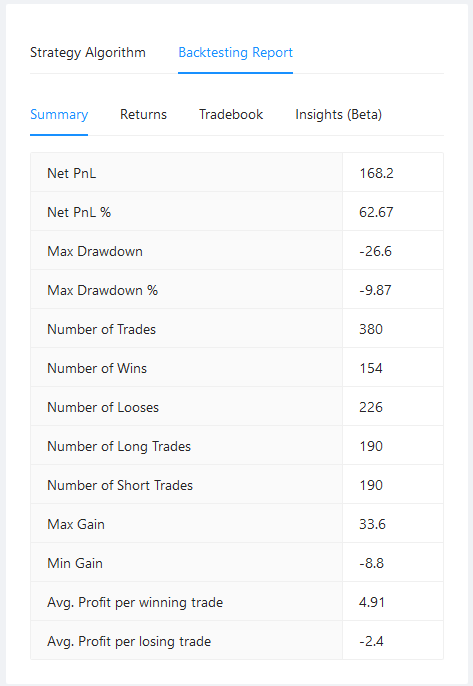 Strategy Algorithm Backtesting Report
Summary Returns Tradebook Insights (Beta)
Net PnL 168.2
Net PnL % 62.67
Max Drawdown -26.6
Max Drawdown % -9.87
Number of Trades 380
Number of Wins 154
Number of Looses 226
Number of Long Trades 190
Number of Short Trades 190
Max Gain 33.6
Min Gain -8.8
Avg. Profit per winning trade 4.91
Avg. Profit per losing trade -2.4